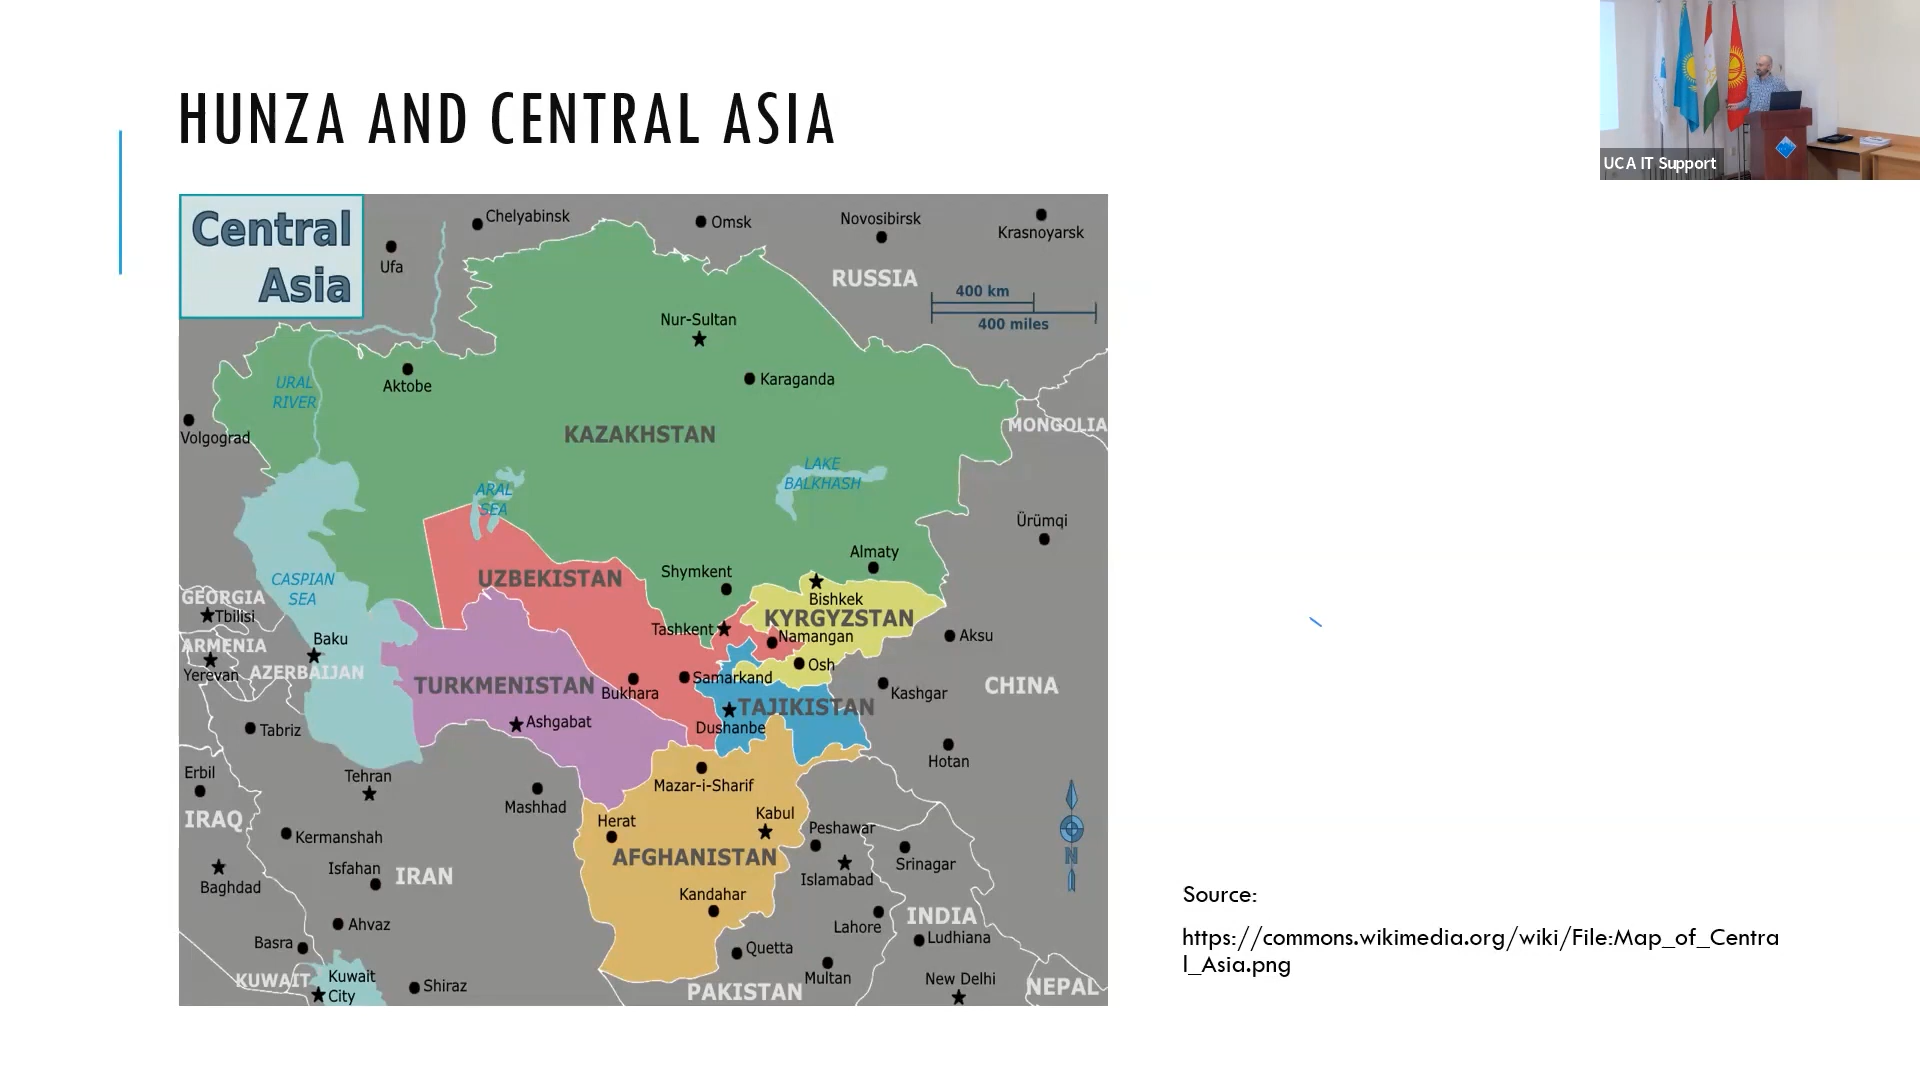 HUNZA AND CENTRAL ASIA
UCA IT Support
Central
Asia
Chelyabinsk
Omsk
Novosibirsk
Krasnoyarsk
Ufa
RUSSIA
400 km
400 miles
Nur-Sultan
Aktobe
Karaganda
URAL
RIVER
Volgograd
KAZAKHSTAN
MONGOLIA
LAKE
BALKHASH
ARAL
SEA
Ürümqi
Almaty
Shymkent
CASPIAN
SEA
UZBEKISTAN
Bishkek
KYRGYZSTAN
GEORGIA
Tbilisi
Tashkent
Namangan
Aksu
ARMENIA
Baku
Yerevan
AZERBAIJAN
Osh
Samarkand
TURKMENISTAN
Bukhara
Kashgar
CHINA
TAJIKISTAN
Ashgabat
Dushanbe
Tabriz
Hotan
Erbil
Tehran
Mazar-i-Sharif
Mashhad
IRAQ
Herat
Kabul
Peshawar
Kermanshah
AFGHANISTAN
Srinagar
Isfahan
IRAN
Islamabad
Baghdad
Kandahar
N
Ahvaz
Lahore
INDIA
Ludhiana
Basra
Quetta
KUWAIT
Kuwait
City
Shiraz
Multan
New Delhi
PAKISTAN
NEPAL
Source:
https://commons.wikimedia.org/wiki/File:Map_of_Centra
l_Asia.png